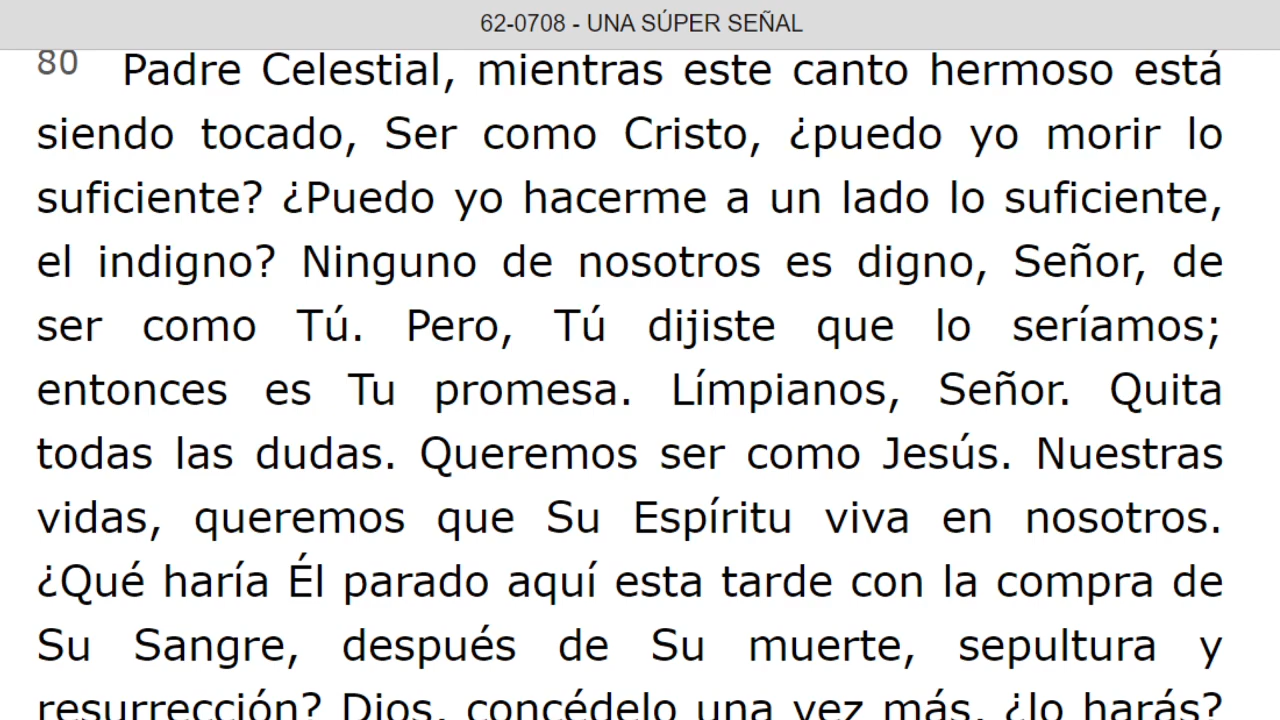 62-0708 - UNA SÚPER SEÑAL
80 Padre Celestial, mientras este canto hermoso está
siendo tocado, Ser como Cristo, ¿puedo yo morir lo
suficiente? ¿Puedo yo hacerme a un lado lo suficiente,
el indigno? Ninguno de nosotros es digno, Señor, de
ser como Tú. Pero, Tú dijiste que lo seríamos;
entonces es Tu promesa. Límpianos, Señor. Quita
todas las dudas. Queremos ser como Jesús. Nuestras
vidas, queremos que Su Espíritu viva en nosotros.
¿Qué haría Él parado aquí esta tarde con la compra de
Su Sangre, después de Su muerte, sepultura y
resurrección? Dios, concédelo una vez más, ¿lo harás?